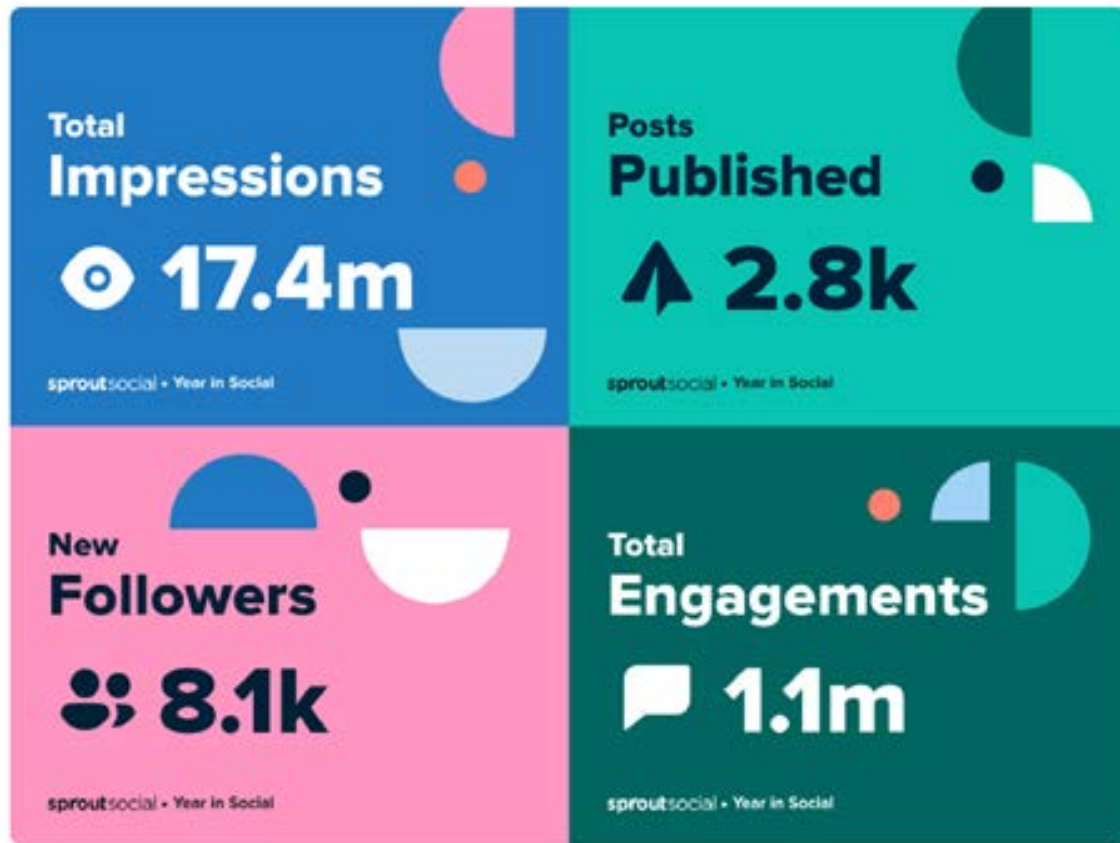 Total
Impressions
17.4m
sproutsocial • Year in Social
Posts
Published
2.8k
sproutsocial • Year in Social
New
Followers
8.1k
sproutsocial • Year in Social
Total
Engagements
1.1m
sproutsocial • Year in Social